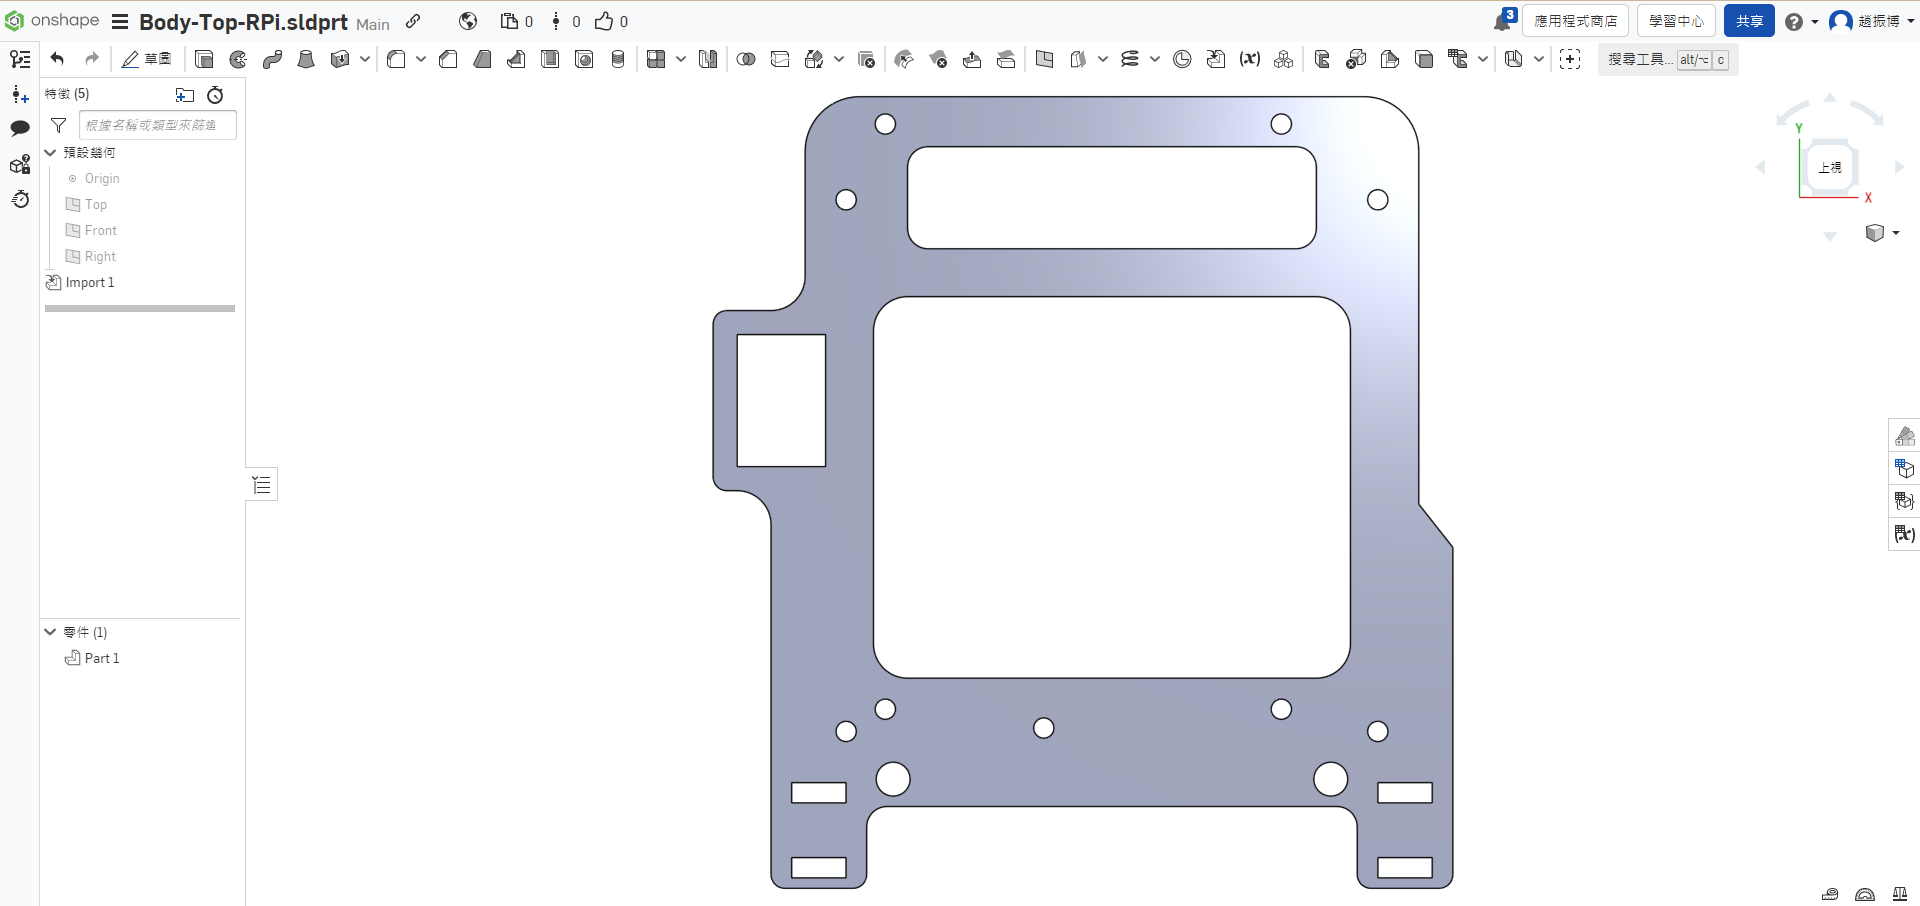 onshape
Body-Top-RPi.sldprt Main
0
0
0
3
應用程式商店
學習中心
共享
趙振博
草圖
(x)
搜尋工具... alt/⌥ c
特徵 (5)
根據名稱或類型來篩選
預設幾何
Origin
Top
Front
Right
Import 1
零件 (1)
Part 1
Y
上視
X
(x)